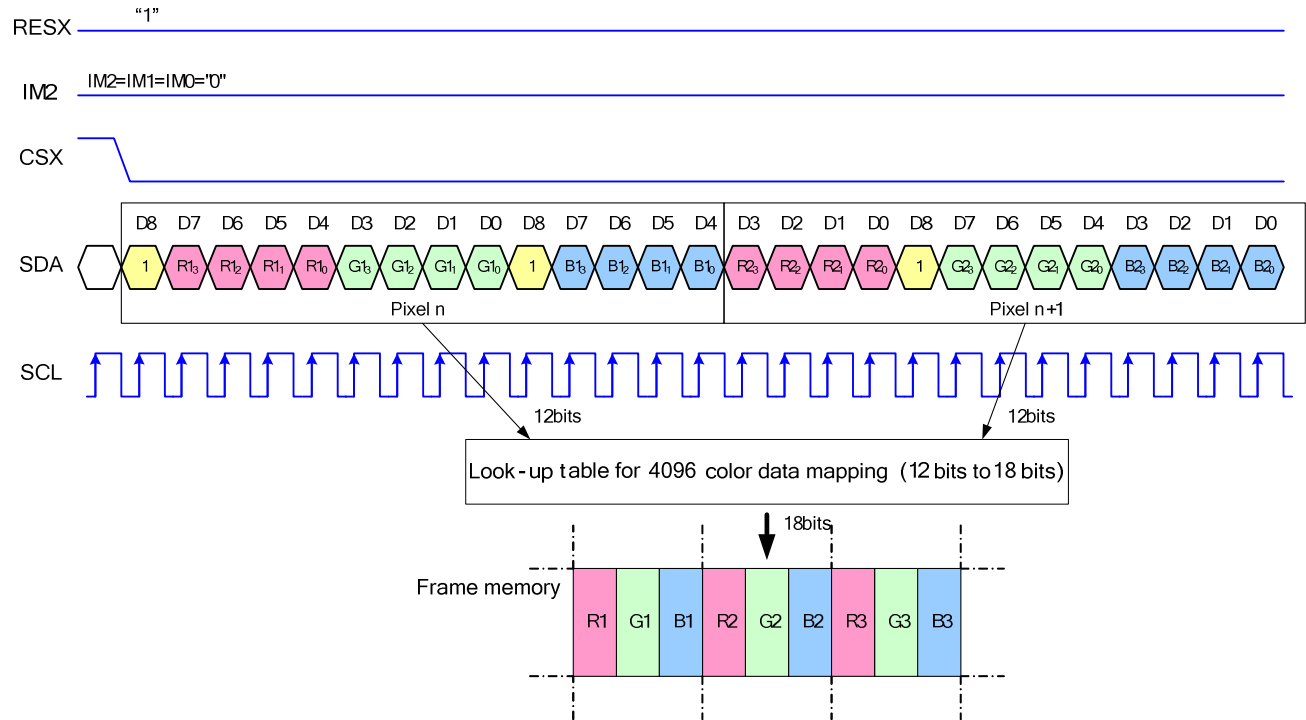 “1”
RESX
IM2=IM1=IM0="0"
IM2
CSX
D8 D7 D6 D5 D4 D3 D2 D1 D0 D8 D7 D6 D5 D4 D3 D2 D1 D0 D8 D7 D6 D5 D4 D3 D2 D1 D0
SDA 1 R1₃ R1₂ R1₁ R1₀ G1₃ G1₂ G1₁ G1₀ 1 B1₃ B1₂ B1₁ B1₀ R2₃ R2₂ R2₁ R2₀ 1 G2₃ G2₂ G2₁ G2₀ B2₃ B2₂ B2₁ B2₀
Pixel n Pixel n+1
SCL
12bits 12bits
Look-up table for 4096 color data mapping (12 bits to 18 bits)
18bits
Frame memory
R1 G1 B1 R2 G2 B2 R3 G3 B3